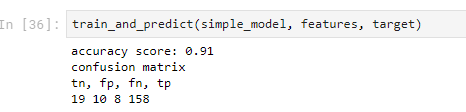 In [36]: train_and_predict(simple_model, features, target)
accuracy score: 0.91
confusion matrix
tn, fp, fn, tp
19 10 8 158